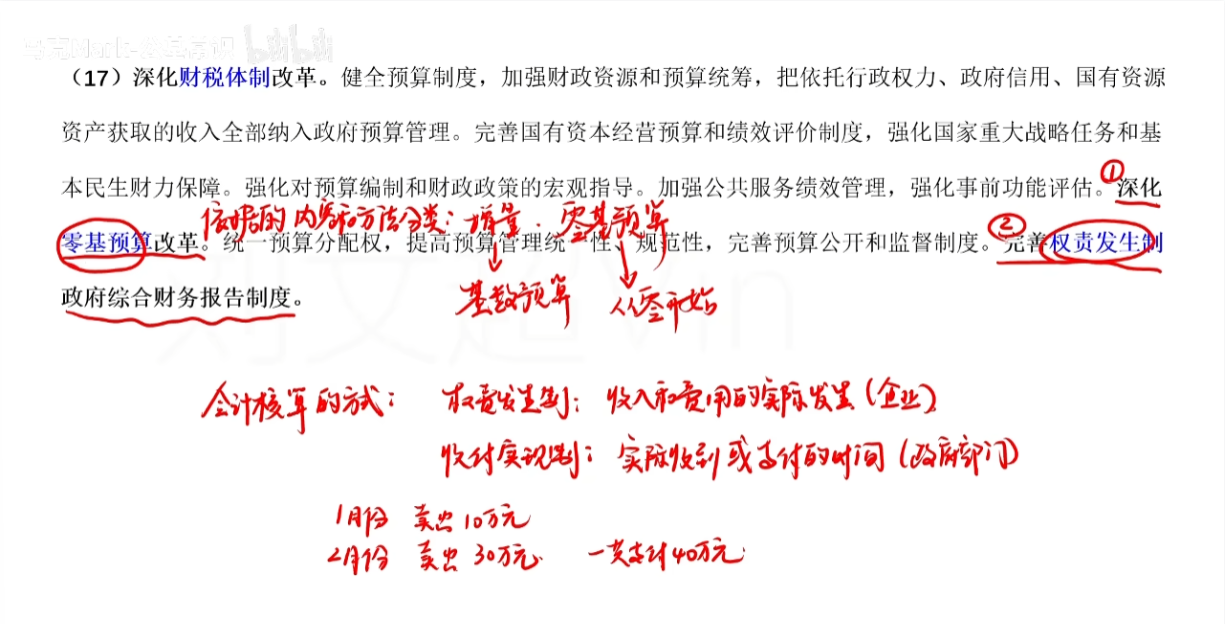 （17）深化财税体制改革。健全预算制度，加强财政资源和预算统筹，把依托行政权力、政府信用、国有资源
资产获取的收入全部纳入政府预算管理。完善国有资本经营预算和绩效评价制度，强化国家重大战略任务和基
本民生财力保障。强化对预算编制和财政政策的宏观指导。加强公共服务绩效管理，强化事前功能评估。①深化
依据的内容和方法分类：增量、零基预算
零基预算改革。统一预算分配权，提高预算管理统一性、规范性，完善预算公开和监督制度。②完善权责发生制
基数预算 从零开始
政府综合财务报告制度。
会计核算的方式：权责发生制：收入和费用的实际发生（企业）
收付实现制：实际收到或支付的时间（政府部门）
1月份 卖出10万元
2月份 卖出30万元 一共支付40万元